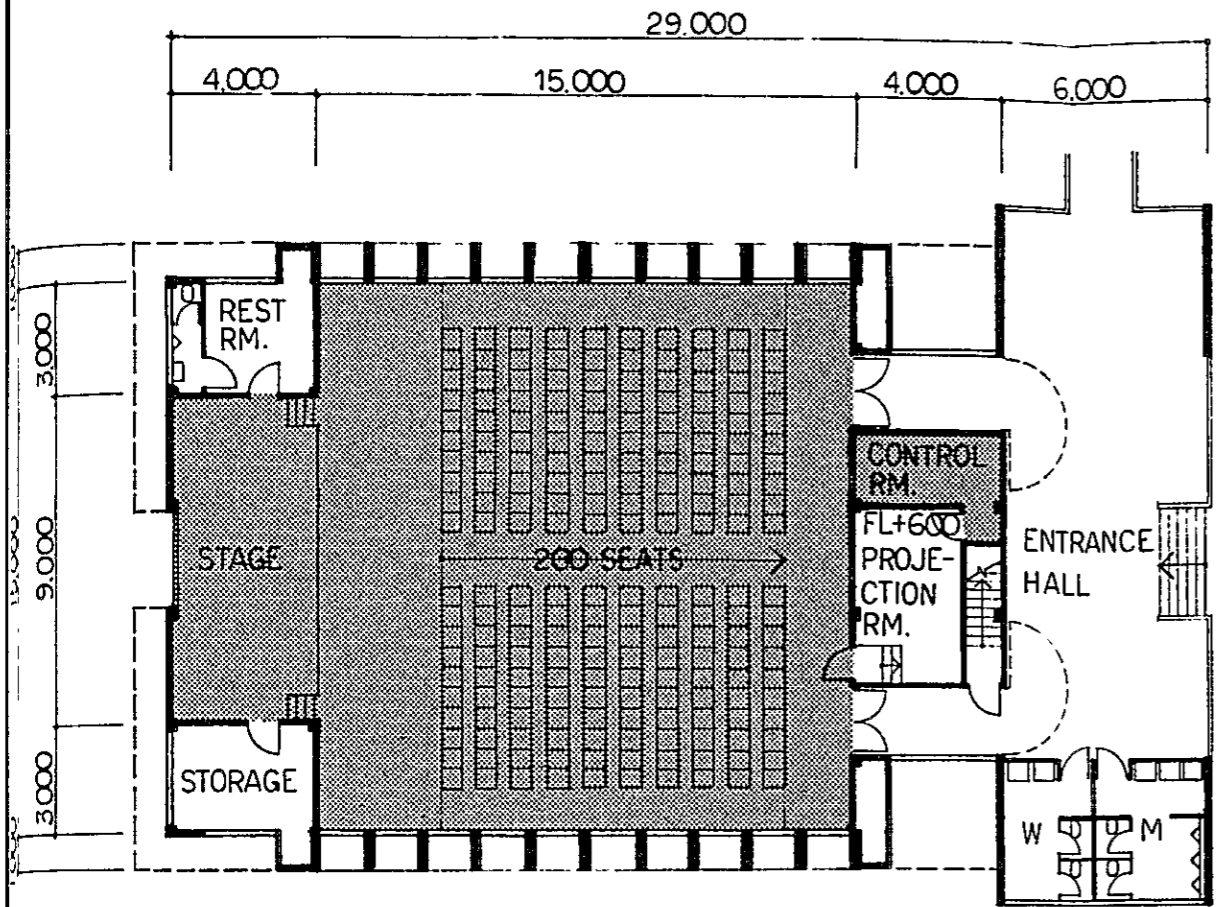 29.000
4.000 15.000 4.000 6.000
3.000
9.000
3.000
REST
RM.
CONTROL
RM.
STAGE
200 SEATS
FL+600
PROJE-
CTION
RM.
ENTRANCE
HALL
STORAGE
W M